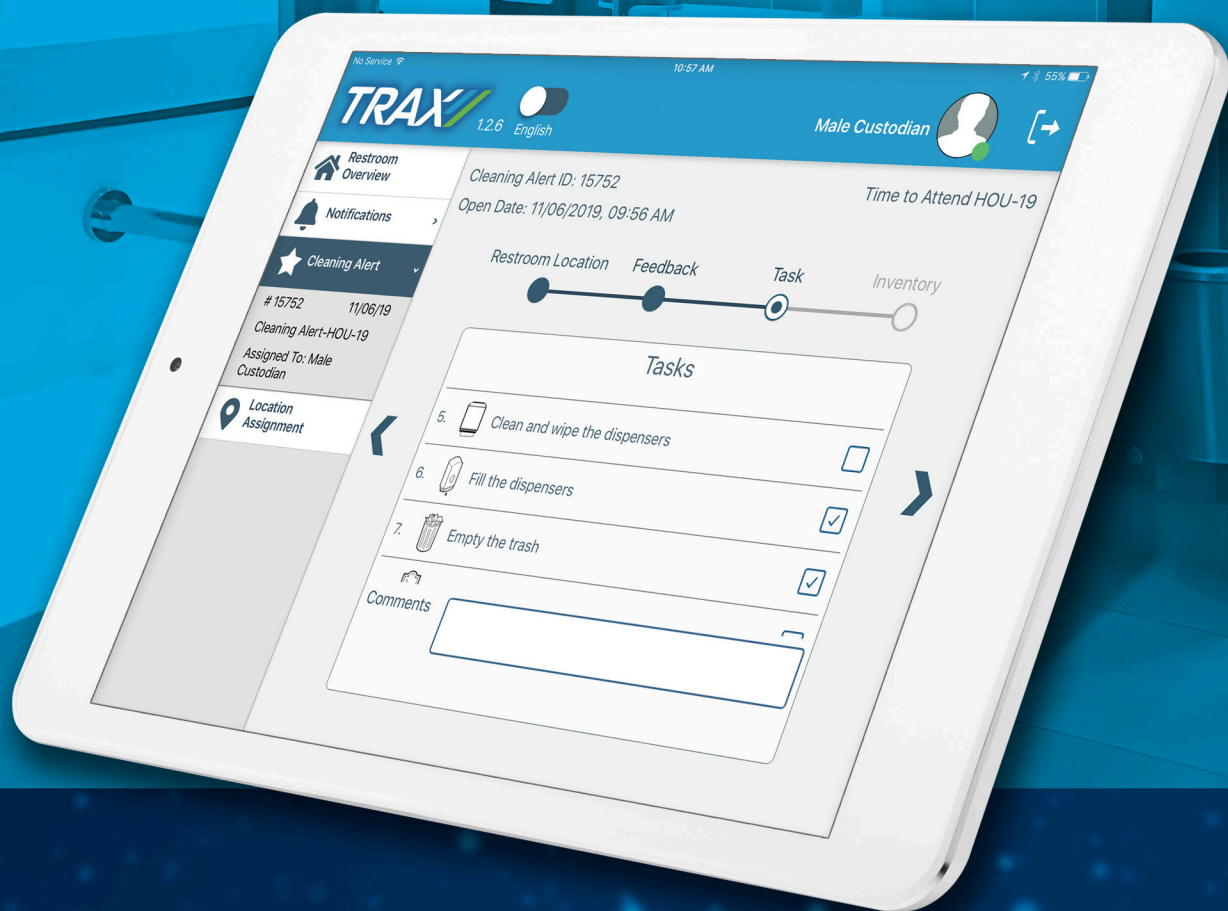 No Service
10:57 AM
55%
TRAX
1.2.6
English
Male Custodian
Restroom
Overview
Notifications
Cleaning Alert
# 15752 11/06/19
Cleaning Alert-HOU-19
Assigned To: Male
Custodian
Location
Assignment
Cleaning Alert ID: 15752
Time to Attend HOU-19
Open Date: 11/06/2019, 09:56 AM
Restroom Location
Feedback
Task
Inventory
Tasks
5. Clean and wipe the dispensers
6. Fill the dispensers
7. Empty the trash
Comments